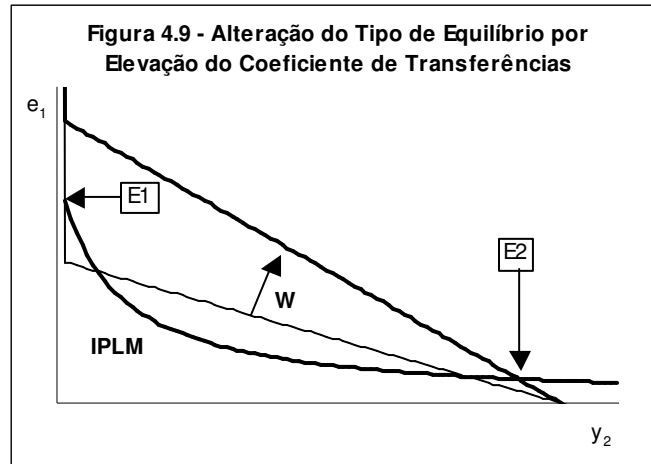 Figura 4.9 - Alteração do Tipo de Equilíbrio por
Elevação do Coeficiente de Transferências
e1
E1
E2
W
IPLM
y2